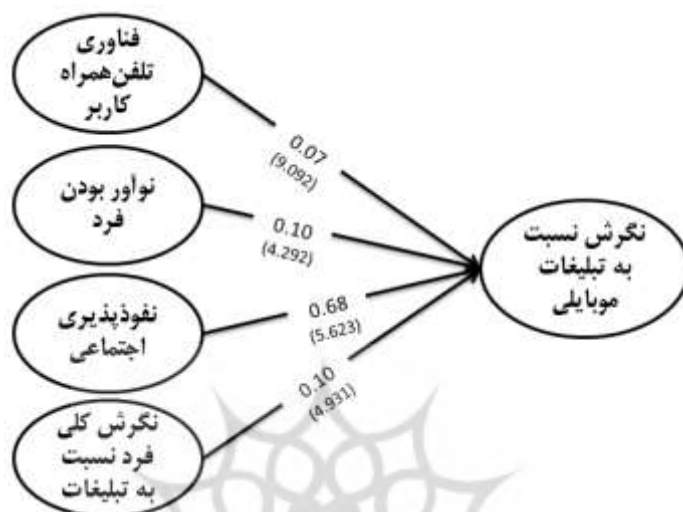 فناوری
تلفن‌همراه
کاربر
0.07
(9.092)
نوآور بودن
فرد
0.10
(4.292)
نگرش نسبت
به تبلیغات
موبایلی
نفوذپذیری
اجتماعی
0.68
(5.623)
نگرش کلی
فرد نسبت
به تبلیغات
0.10
(4.931)